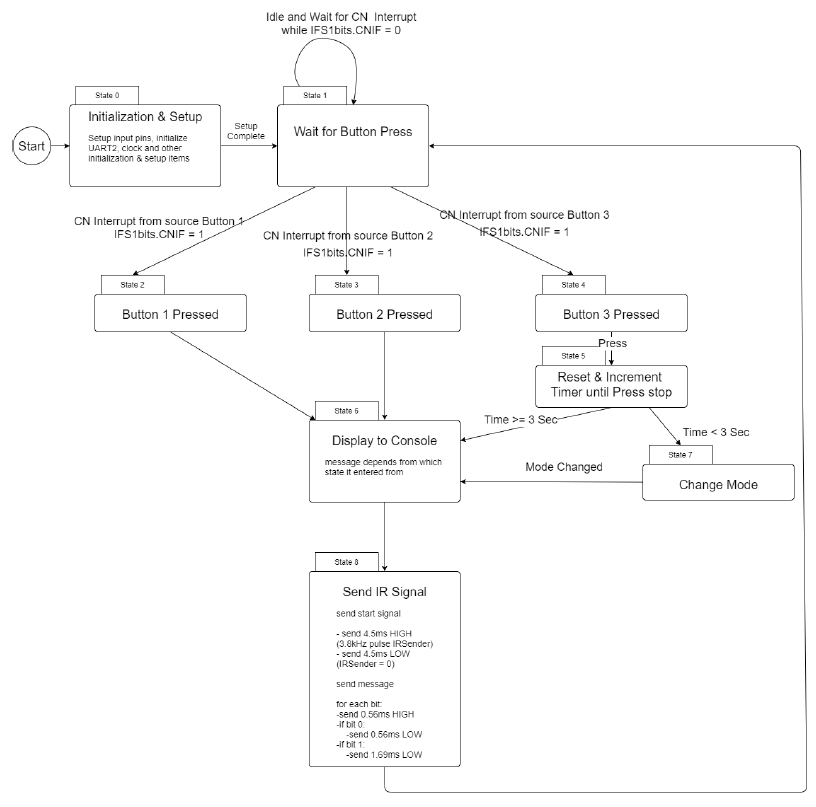 Idle and Wait for CN Interrupt
while IFS1bits.CNIF = 0
State 0
State 1
Start
Initialization & Setup
Setup input pins, initialize
UART2, clock and other
initialization & setup items
Setup
Complete
Wait for Button Press
CN Interrupt from source Button 1
IFS1bits.CNIF = 1
CN Interrupt from source Button 2
IFS1bits.CNIF = 1
CN Interrupt from source Button 3
IFS1bits.CNIF = 1
State 2
Button 1 Pressed
State 3
Button 2 Pressed
State 4
Button 3 Pressed
Press
State 5
Reset & Increment
Timer until Press stop
Time >= 3 Sec
Time < 3 Sec
State 6
Display to Console
message depends from which
state it entered from
State 7
Change Mode
Mode Changed
State 8
Send IR Signal
send start signal
- send 4.5ms HIGH
(3.8kHz pulse IRSender)
- send 4.5ms LOW
(IRSender = 0)
send message
for each bit:
-send 0.56ms HIGH
-if bit 0:
-send 0.56ms LOW
-if bit 1:
-send 1.69ms LOW